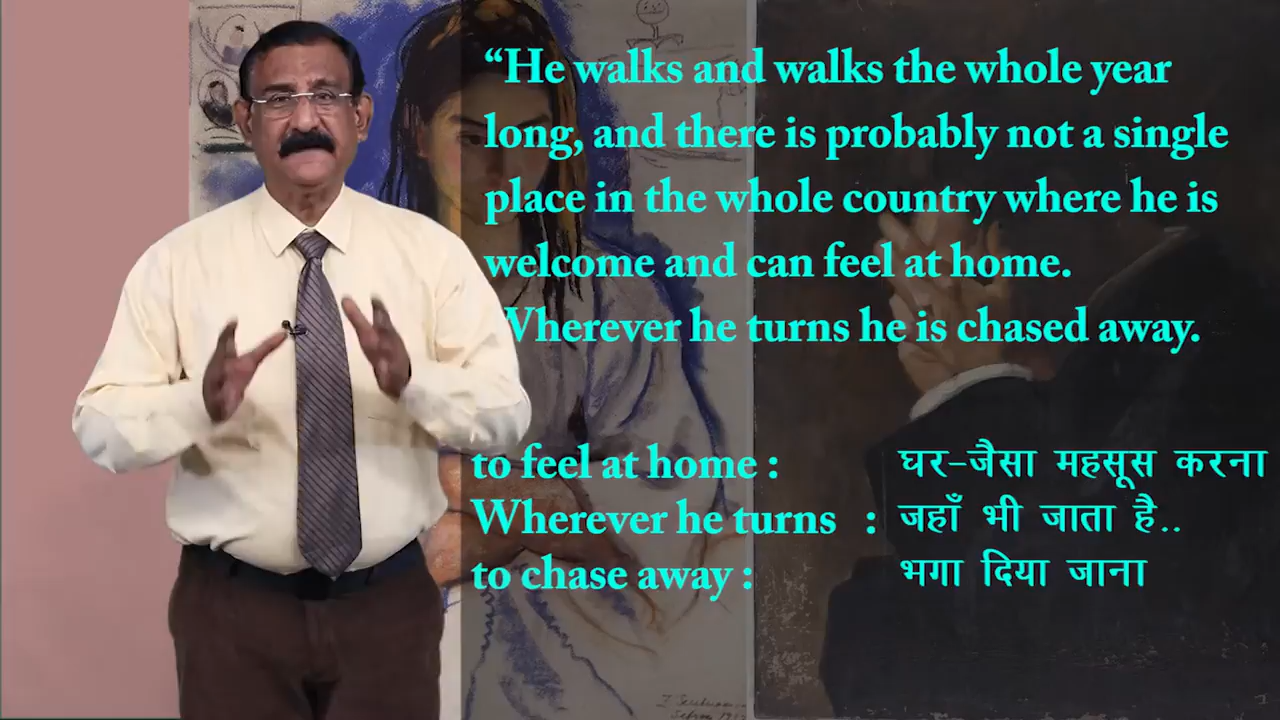 “He walks and walks the whole year
long, and there is probably not a single
place in the whole country where he is
welcome and can feel at home.
Wherever he turns he is chased away.
to feel at home : घर-जैसा महसूस करना
Wherever he turns : जहाँ भी जाता है..
to chase away : भगा दिया जाना